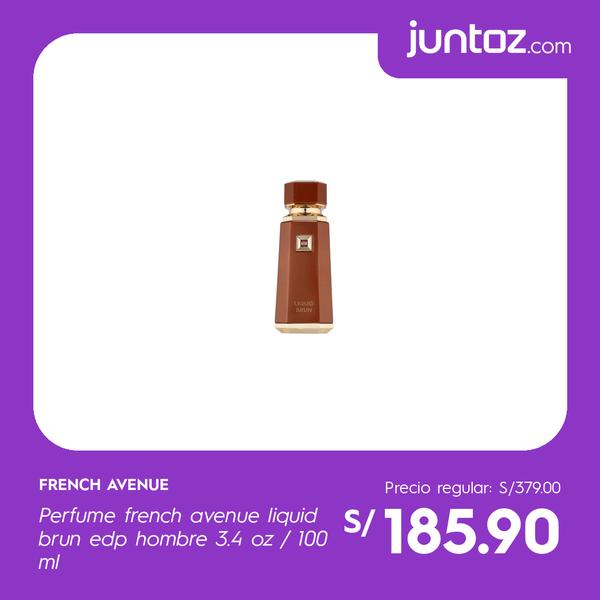 juntoz.com
LIQUID
BRUN
FRENCH AVENUE
Perfume french avenue liquid
brun edp hombre 3.4 oz / 100
ml
Precio regular: S/379.00
S/ 185.90